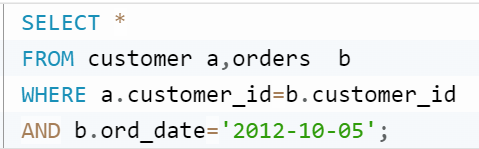 SELECT *
FROM customer a,orders  b
WHERE a.customer_id=b.customer_id
AND b.ord_date='2012-10-05';